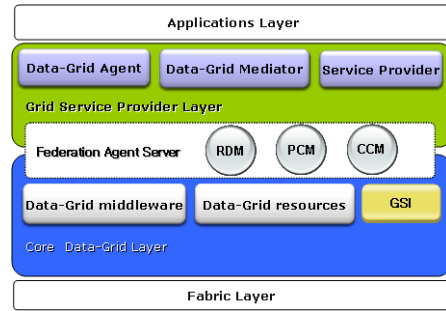 Applications Layer
Data-Grid Agent Data-Grid Mediator Service Provider
Grid Service Provider Layer
Federation Agent Server RDM PCM CCM
Data-Grid middleware Data-Grid resources GSI
Core Data-Grid Layer
Fabric Layer